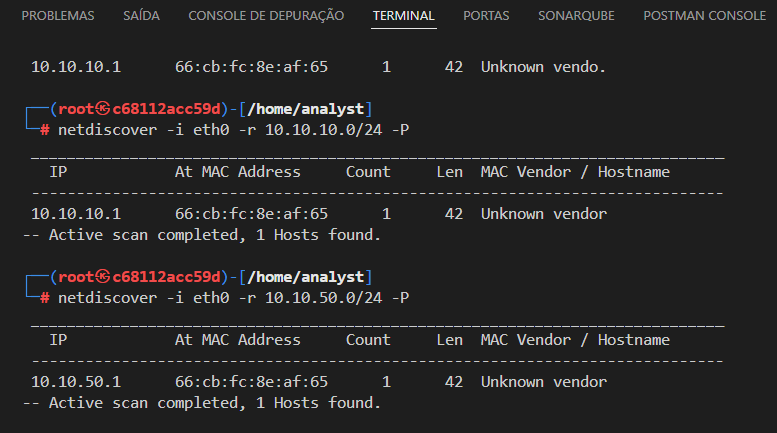 PROBLEMAS SAÍDA CONSOLE DE DEPURAÇÃO TERMINAL PORTAS SONARQUBE POSTMAN CONSOLE
10.10.10.1 66:cb:fc:8e:af:65 1 42 Unknown vendo.
┌──(root㉿c68112acc59d)-[/home/analyst]
└─# netdiscover -i eth0 -r 10.10.10.0/24 -P
_____________________________________________________________________________
IP At MAC Address Count Len MAC Vendor / Hostname
-----------------------------------------------------------------------------
10.10.10.1 66:cb:fc:8e:af:65 1 42 Unknown vendor
-- Active scan completed, 1 Hosts found.
┌──(root㉿c68112acc59d)-[/home/analyst]
└─# netdiscover -i eth0 -r 10.10.50.0/24 -P
_____________________________________________________________________________
IP At MAC Address Count Len MAC Vendor / Hostname
-----------------------------------------------------------------------------
10.10.50.1 66:cb:fc:8e:af:65 1 42 Unknown vendor
-- Active scan completed, 1 Hosts found.